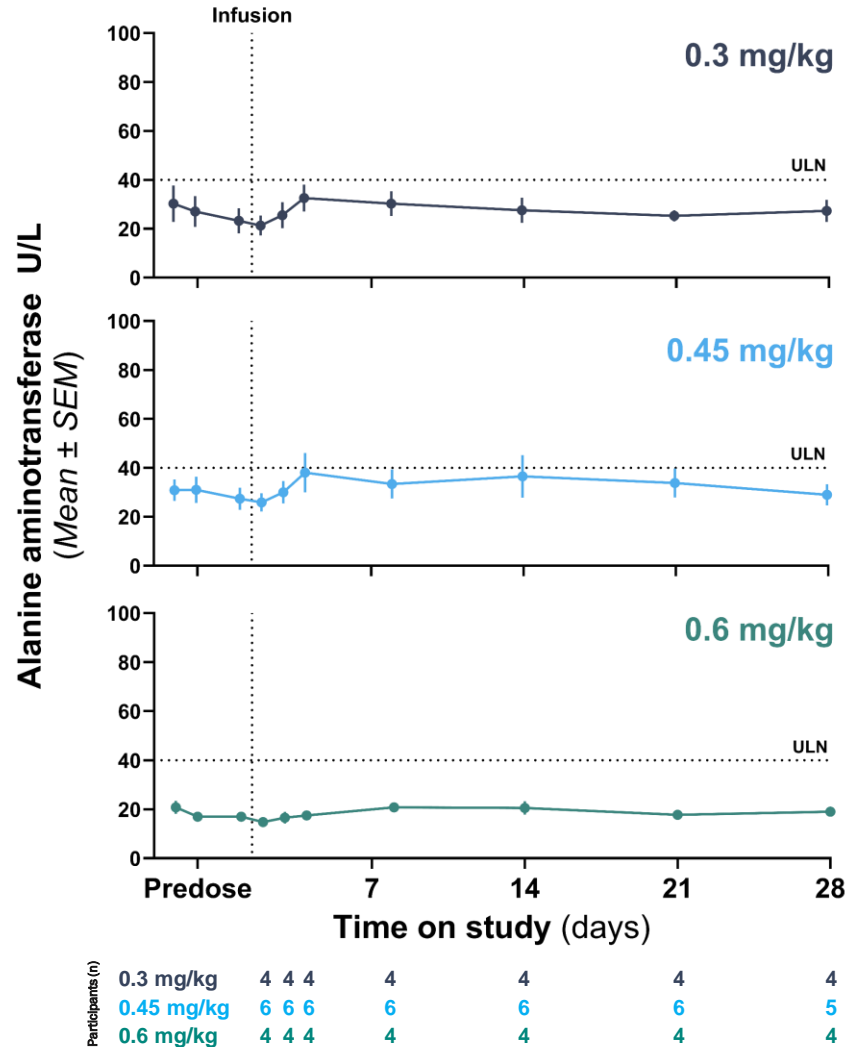 Infusion
100
80
60
40
20
0
0.3 mg/kg
ULN
100
80
60
40
20
0
0.45 mg/kg
ULN
100
80
60
40
20
0
0.6 mg/kg
ULN
Alanine aminotransferase U/L
(Mean ± SEM)
Predose 7 14 21 28
Time on study (days)
Participants (n)
0.3 mg/kg 4 4 4 4 4 4 4
0.45 mg/kg 6 6 6 6 6 6 5
0.6 mg/kg 4 4 4 4 4 4 4